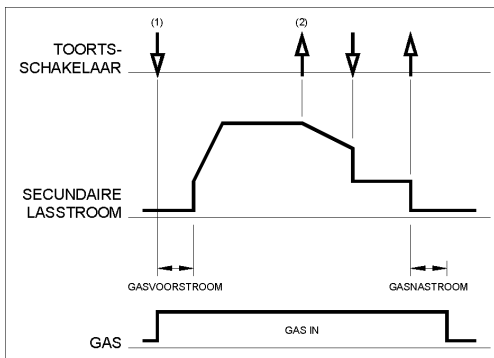 (1)
(2)
TOORTS-
SCHAKELAAR
SECUNDAIRE
LASSTROOM
GASVOORSTROOM
GASNASTROOM
GAS
GAS IN